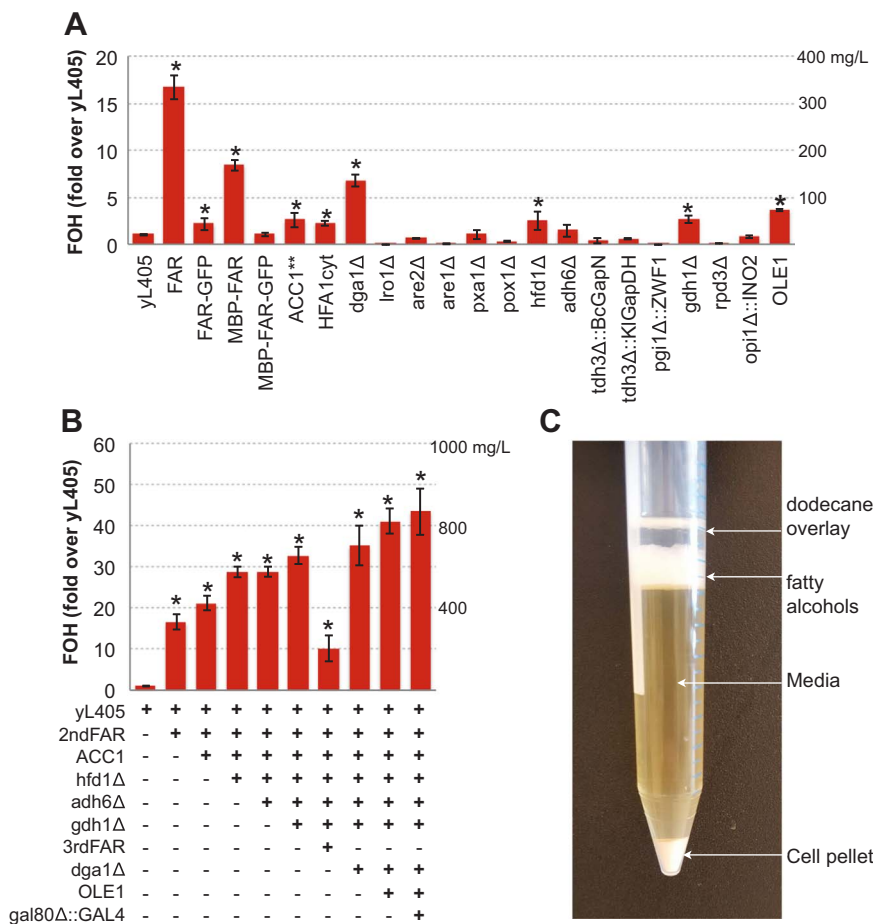 A
FOH (fold over yL405)
20
15
10
5
0
400 mg/L
300
200
100
* * * * * * * * * *
yL405
FAR
FAR-GFP
MBP-FAR
MBP-FAR-GFP
ACC1**
HFA1cyt
dga1Δ
lro1Δ
are2Δ
are1Δ
pxa1Δ
pox1Δ
hfd1Δ
adh6Δ
tdh3Δ::BcGapN
tdh3Δ::KlGapDH
pgi1Δ::ZWF1
gdh1Δ
rpd3Δ
opi1Δ::INO2
OLE1
B
FOH (fold over yL405)
60
50
40
30
20
10
0
1000 mg/L
800
400
* * * * * * * * *
yL405 + + + + + + + + + +
2ndFAR - + + + + + + + + +
ACC1 - - + + + + + + + +
hfd1Δ - - - + + + + + + +
adh6Δ - - - - + + + + + +
gdh1Δ - - - - - + + + + +
3rdFAR - - - - - - + - - -
dga1Δ - - - - - - - + + +
OLE1 - - - - - - - - + +
gal80Δ::GAL4 - - - - - - - - - +
C
dodecane
overlay
fatty
alcohols
Media
Cell pellet